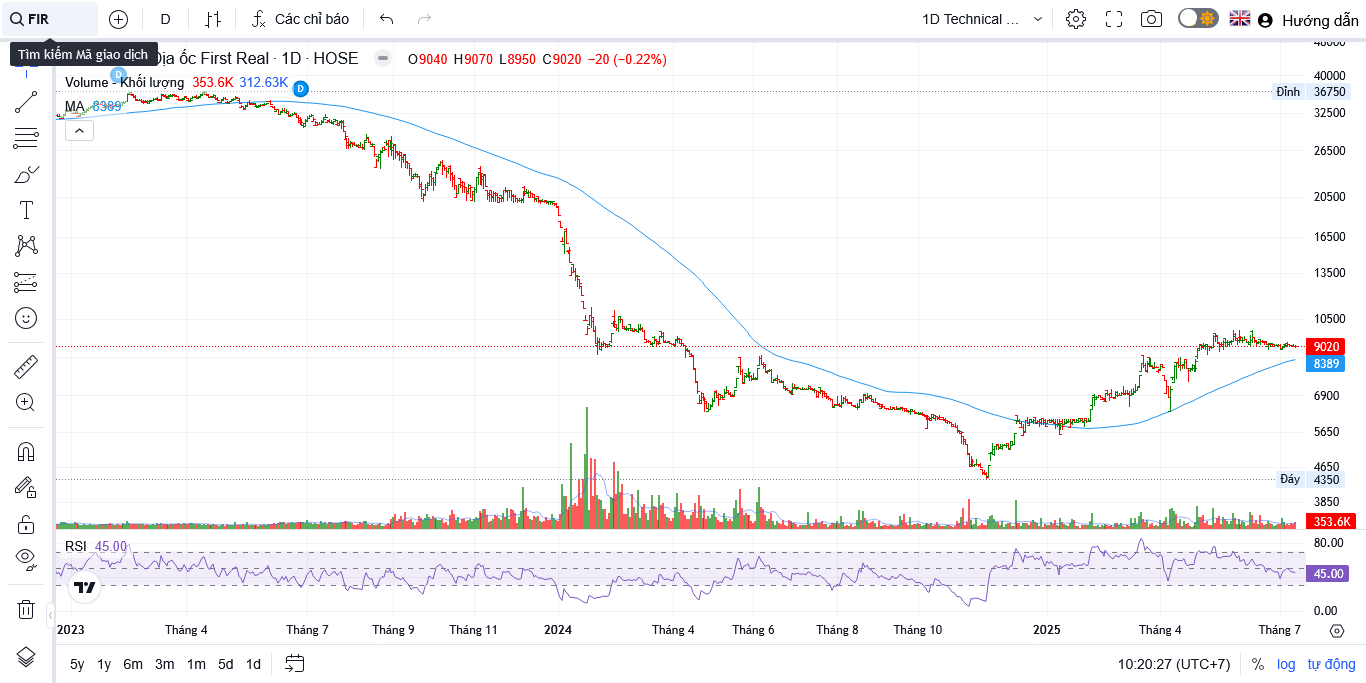 FIR
D
Các chỉ báo
1D Technical ...
Hướng dẫn
Tìm kiếm Mã giao dịch
Địa ốc First Real · 1D · HOSE
O9040 H9070 L8950 C9020 −20 (−0.22%)
Volume - Khối lượng 353.6K 312.63K
D
D
MA 8389
48000
40000
Đỉnh 36750
32500
26500
20500
16500
13500
10500
9020
8389
6900
5650
4650
Đáy 4350
3850
353.6K
RSI 45.00
80.00
45.00
0.00
2023 Tháng 4 Tháng 7 Tháng 9 Tháng 11 2024 Tháng 4 Tháng 6 Tháng 8 Tháng 10 2025 Tháng 4 Tháng 7
5y 1y 6m 3m 1m 5d 1d
10:20:27 (UTC+7) % log tự động